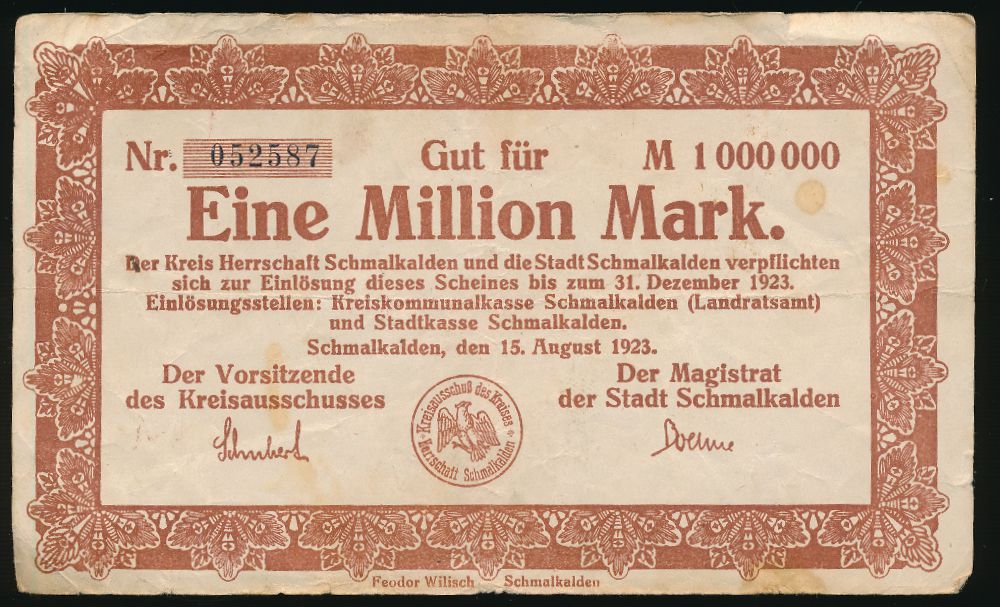 Nr. 052587 Gut für M 1 000 000
Eine Million Mark.
Der Kreis Herrschaft Schmalkalden und die Stadt Schmalkalden verpflichten
sich zur Einlösung dieses Scheines bis zum 31. Dezember 1923.
Einlösungsstellen: Kreiskommunalkasse Schmalkalden (Landratsamt)
und Stadtkasse Schmalkalden.
Schmalkalden, den 15. August 1923.
Der Vorsitzende
des Kreisausschusses
Der Magistrat
der Stadt Schmalkalden
Kreisausschuß des Kreises
Herrschaft Schmalkalden
Feodor Wilisch Schmalkalden